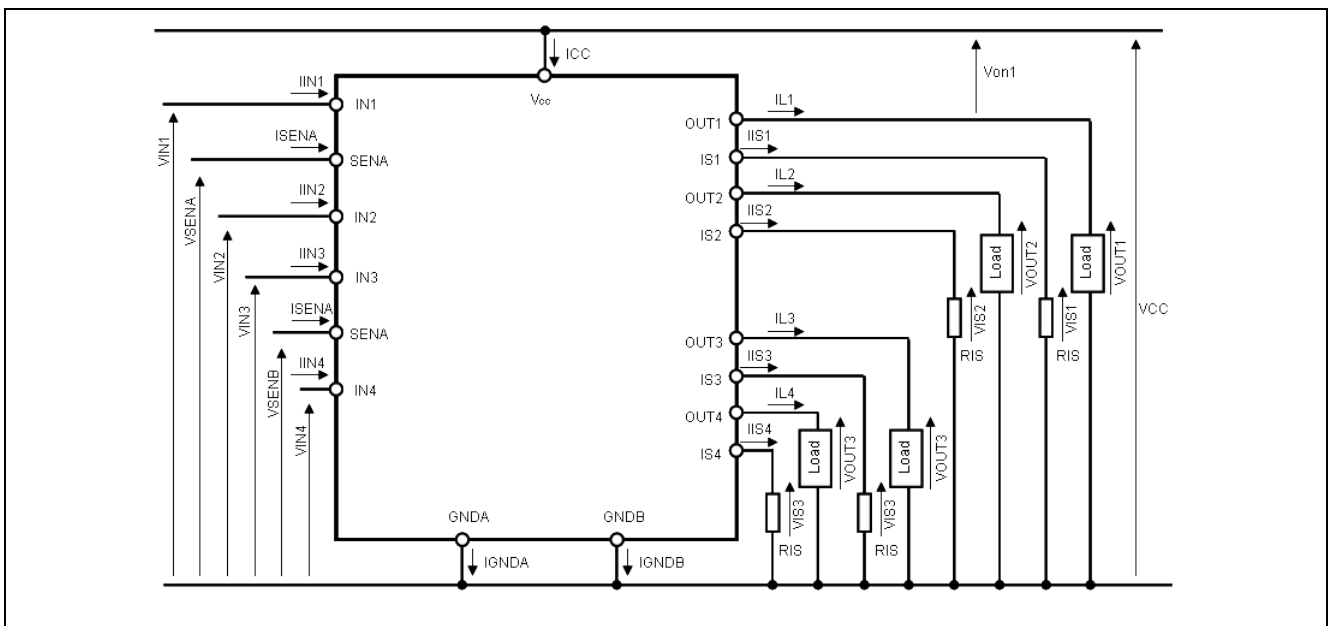 ICC
Von1
IIN1
IN1
Vcc
VIN1
ISENA
SENA
VSENA
IIN2
IN2
VIN2
IIN3
IN3
VIN3
ISENA
SENA
VSENB
IIN4
IN4
VIN4
OUT1
IL1
IS1
IIS1
OUT2
IL2
IS2
IIS2
Load
VOUT2
Load
VOUT1
VIS2
RIS
VIS1
RIS
VCC
OUT3
IL3
IS3
IIS3
OUT4
IL4
IS4
IIS4
Load
VOUT3
Load
VOUT3
VIS3
RIS
VIS3
RIS
GNDA
GNDB
IGNDA
IGNDB